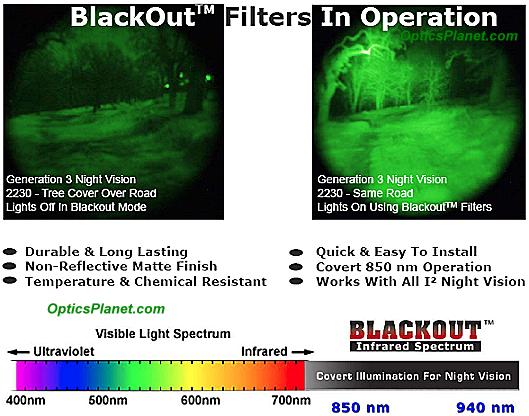 BlackOut™ Filters In Operation
OpticsPlanet.com
Generation 3 Night Vision
2230 - Tree Cover Over Road
Lights Off In Blackout Mode
Generation 3 Night Vision
2230 - Same Road
Lights On Using Blackout™ Filters
Durable & Long Lasting
Non-Reflective Matte Finish
Temperature & Chemical Resistant
Quick & Easy To Install
Covert 850 nm Operation
Works With All I² Night Vision
OpticsPlanet.com
Visible Light Spectrum
Ultraviolet
Infrared
BLACKOUT™
Infrared Spectrum
Covert Illumination For Night Vision
400nm
500nm
600nm
700nm
850 nm
940 nm